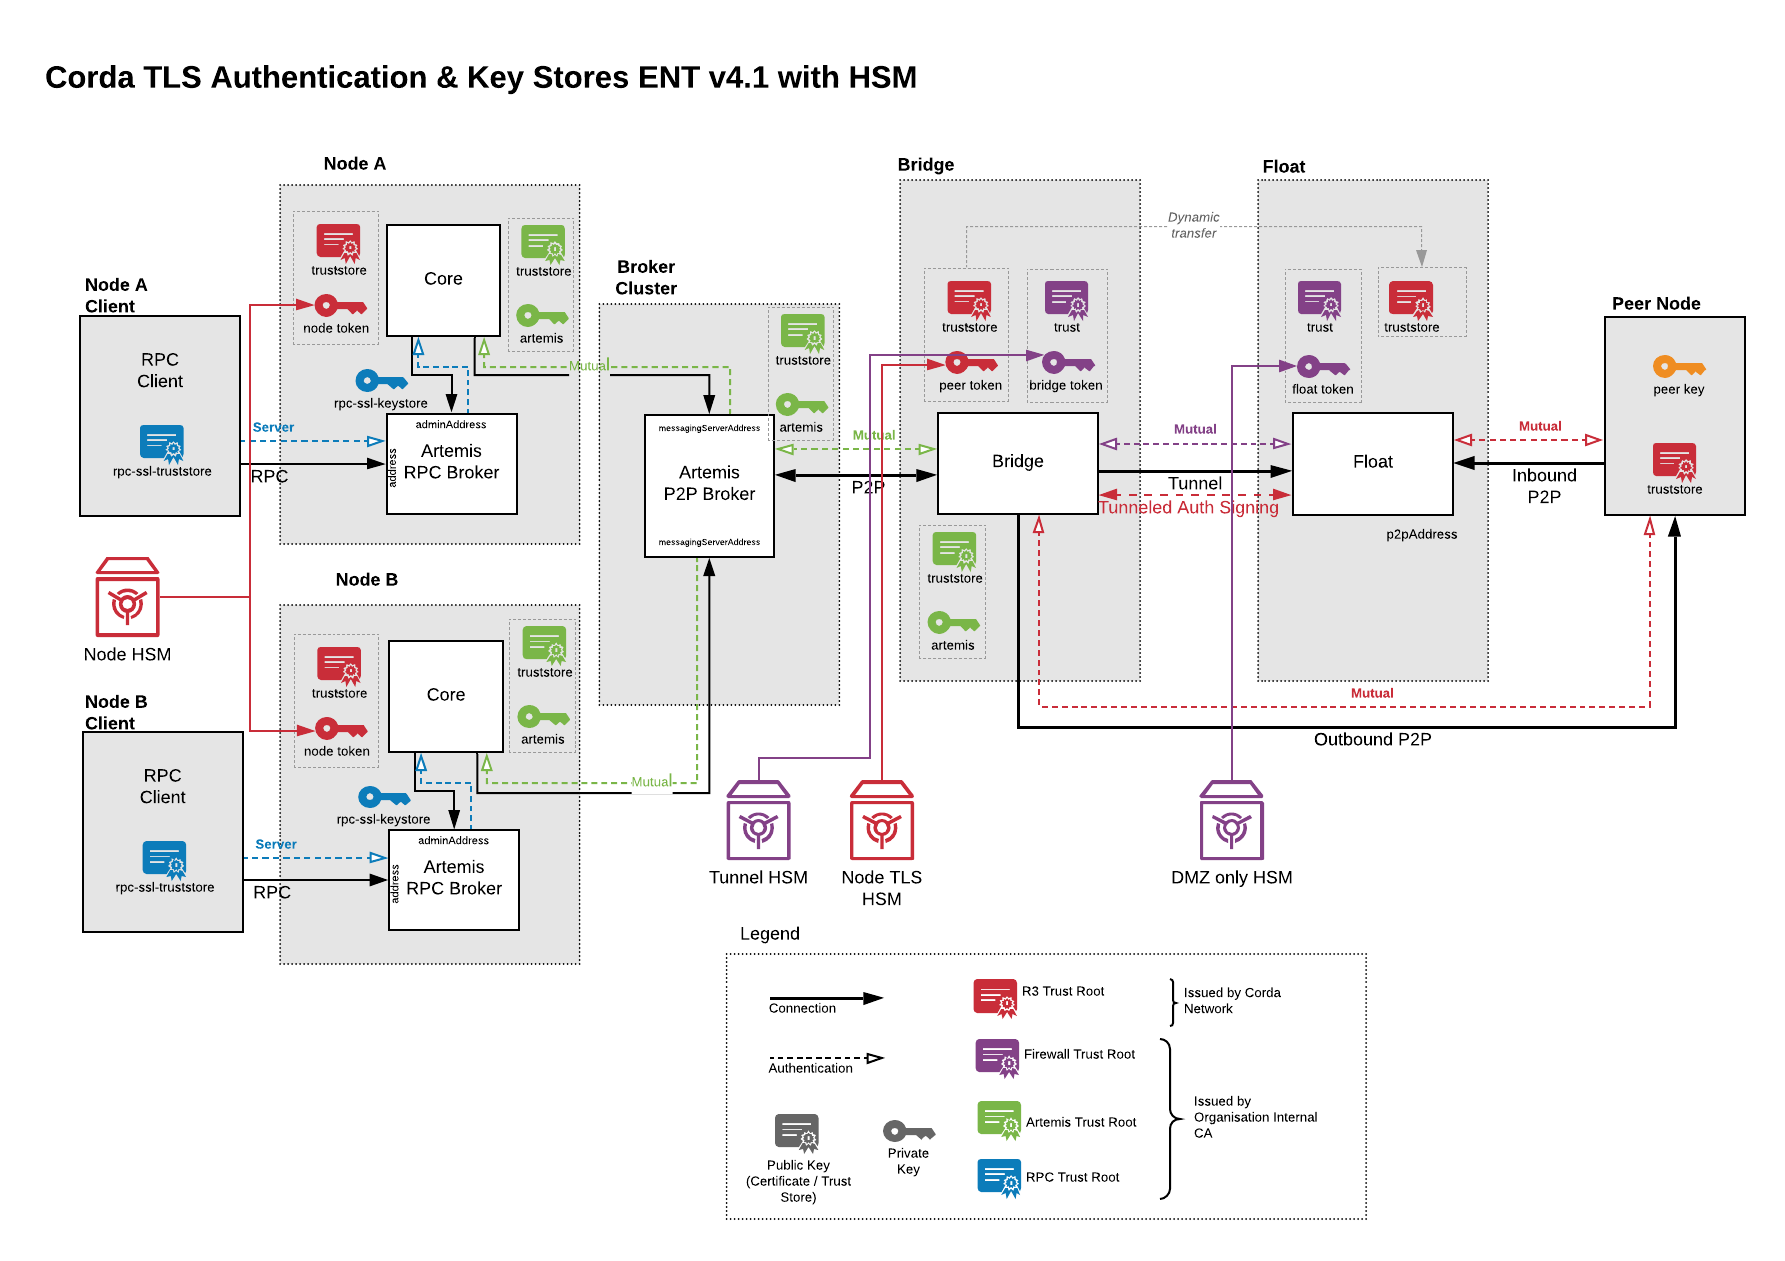 Corda TLS Authentication & Key Stores ENT v4.1 with HSM
Node A
truststore
node token
Core
truststore
artemis
rpc-ssl-keystore
adminAddress
address
Artemis
RPC Broker
Node A
Client
RPC
Client
rpc-ssl-truststore
Server
RPC
Node HSM
Node B
truststore
node token
Core
truststore
artemis
rpc-ssl-keystore
adminAddress
address
Artemis
RPC Broker
Node B
Client
RPC
Client
rpc-ssl-truststore
Server
RPC
Mutual
Mutual
Broker
Cluster
truststore
artemis
messagingServerAddress
Artemis
P2P Broker
messagingServerAddress
Mutual
P2P
Bridge
truststore
peer token
trust
bridge token
Bridge
truststore
artemis
Dynamic
transfer
Mutual
Tunnel
Tunneled Auth Signing
Float
trust
float token
truststore
Float
p2pAddress
Mutual
Inbound
P2P
Peer Node
peer key
truststore
Mutual
Outbound P2P
Tunnel HSM
Node TLS
HSM
DMZ only HSM
Legend
Connection
Authentication
Public Key
(Certificate / Trust
Store)
Private
Key
R3 Trust Root
Firewall Trust Root
Artemis Trust Root
RPC Trust Root
Issued by Corda
Network
Issued by
Organisation Internal
CA